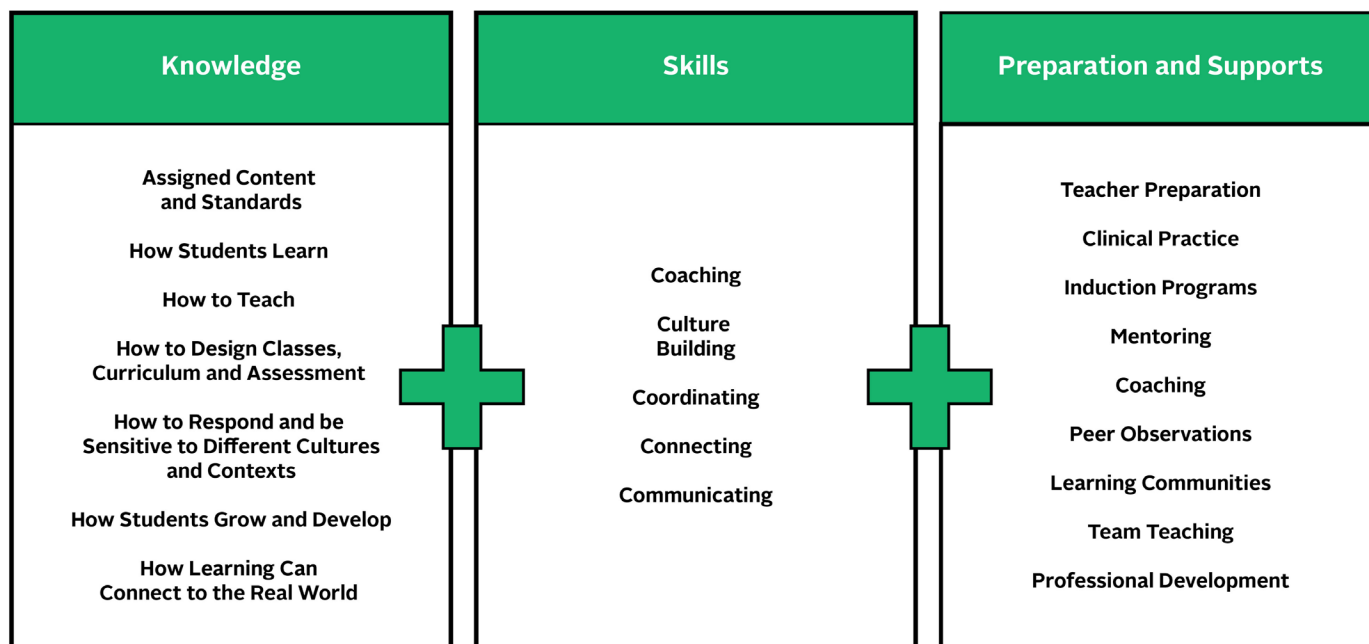 Knowledge
Assigned Content
and Standards
How Students Learn
How to Teach
How to Design Classes,
Curriculum and Assessment
How to Respond and be
Sensitive to Different Cultures
and Contexts
How Students Grow and Develop
How Learning Can
Connect to the Real World
Skills
Coaching
Culture
Building
Coordinating
Connecting
Communicating
Preparation and Supports
Teacher Preparation
Clinical Practice
Induction Programs
Mentoring
Coaching
Peer Observations
Learning Communities
Team Teaching
Professional Development